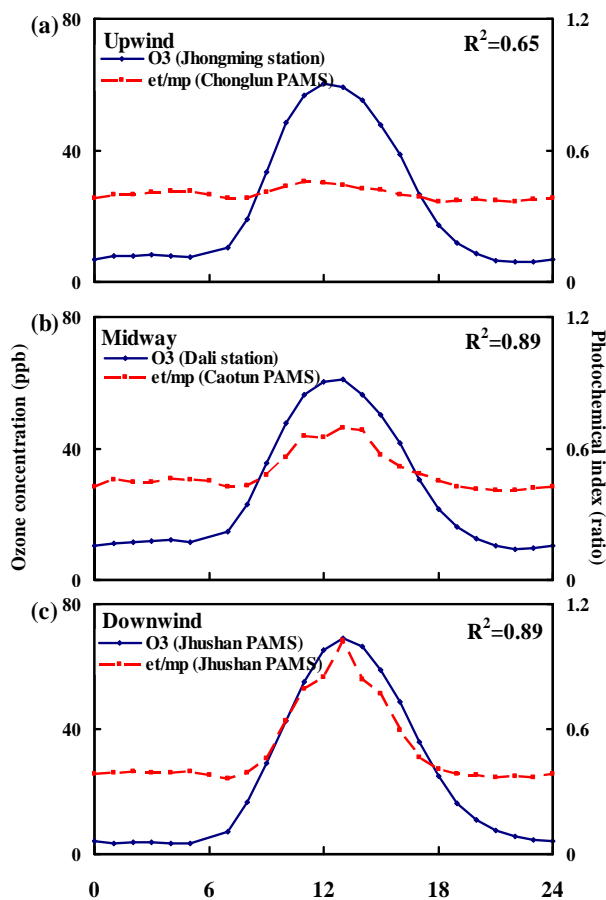 (a)
1.2
Upwind
R²=0.65
O3 (Jhongming station)
et/mp (Chonglun PAMS)
60
40
0.6
0
0
(b)
80
1.2
Midway
R²=0.89
O3 (Dali station)
et/mp (Caotun PAMS)
40
0.6
0
0
Ozone concentration (ppb)
Photochemical index (ratio)
(c)
80
1.2
Downwind
R²=0.89
O3 (Jhushan PAMS)
et/mp (Jhushan PAMS)
40
0.6
0
0
0
6
12
18
24